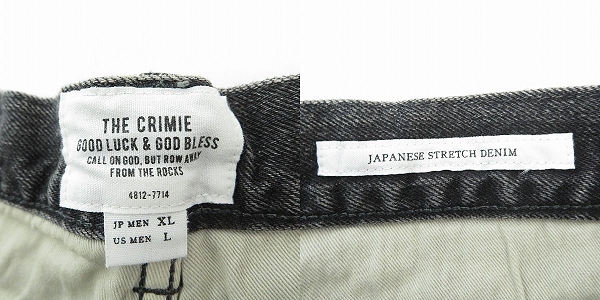 THE CRIMIE
GOOD LUCK & GOD BLESS
CALL ON GOD, BUT ROW AWAY
FROM THE ROCKS
4812-7714
JP MEN XL
US MEN L
JAPANESE STRETCH DENIM